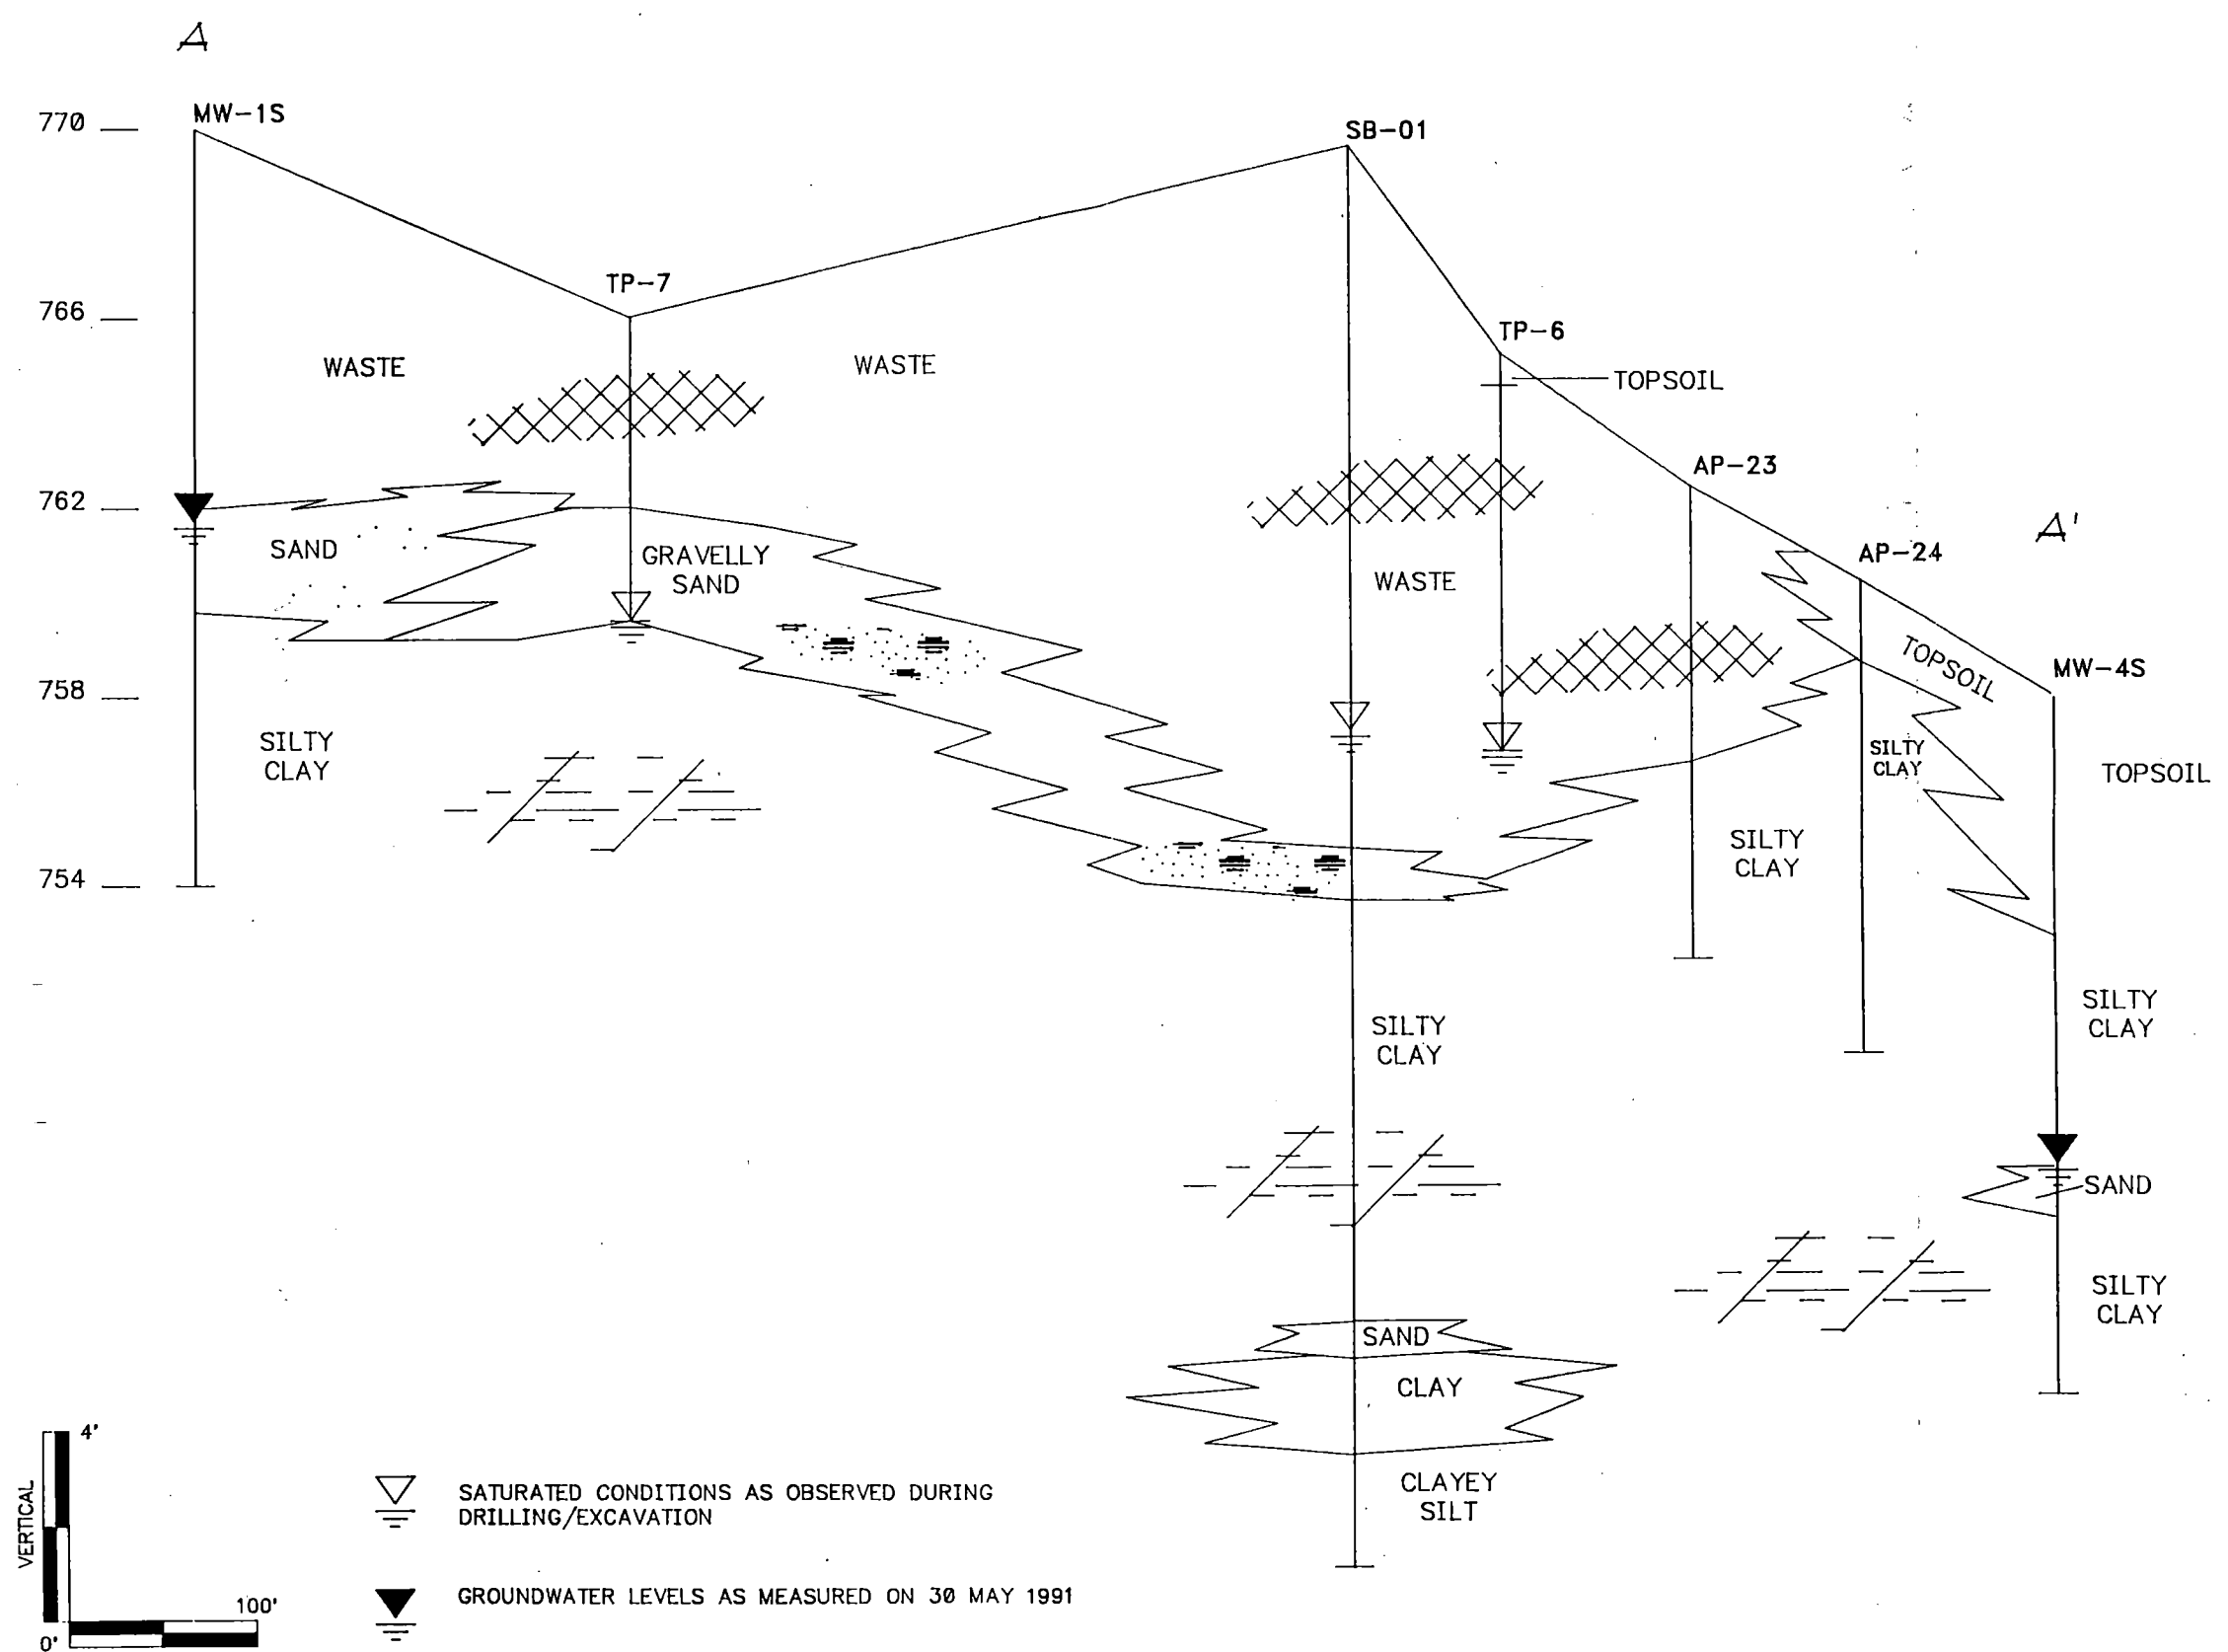 A
770
MW-1S
SB-01
766
TP-7
TP-6
WASTE
WASTE
TOPSOIL
AP-23
762
A'
SAND
GRAVELLY
SAND
WASTE
AP-24
TOPSOIL
MW-4S
758
SILTY
CLAY
SILTY
CLAY
TOPSOIL
SILTY
CLAY
754
SILTY
CLAY
SILTY
CLAY
SAND
SILTY
CLAY
SAND
CLAY
CLAYEY
SILT
4'
VERTICAL
0'
100'
SATURATED CONDITIONS AS OBSERVED DURING
DRILLING/EXCAVATION
GROUNDWATER LEVELS AS MEASURED ON 30 MAY 1991